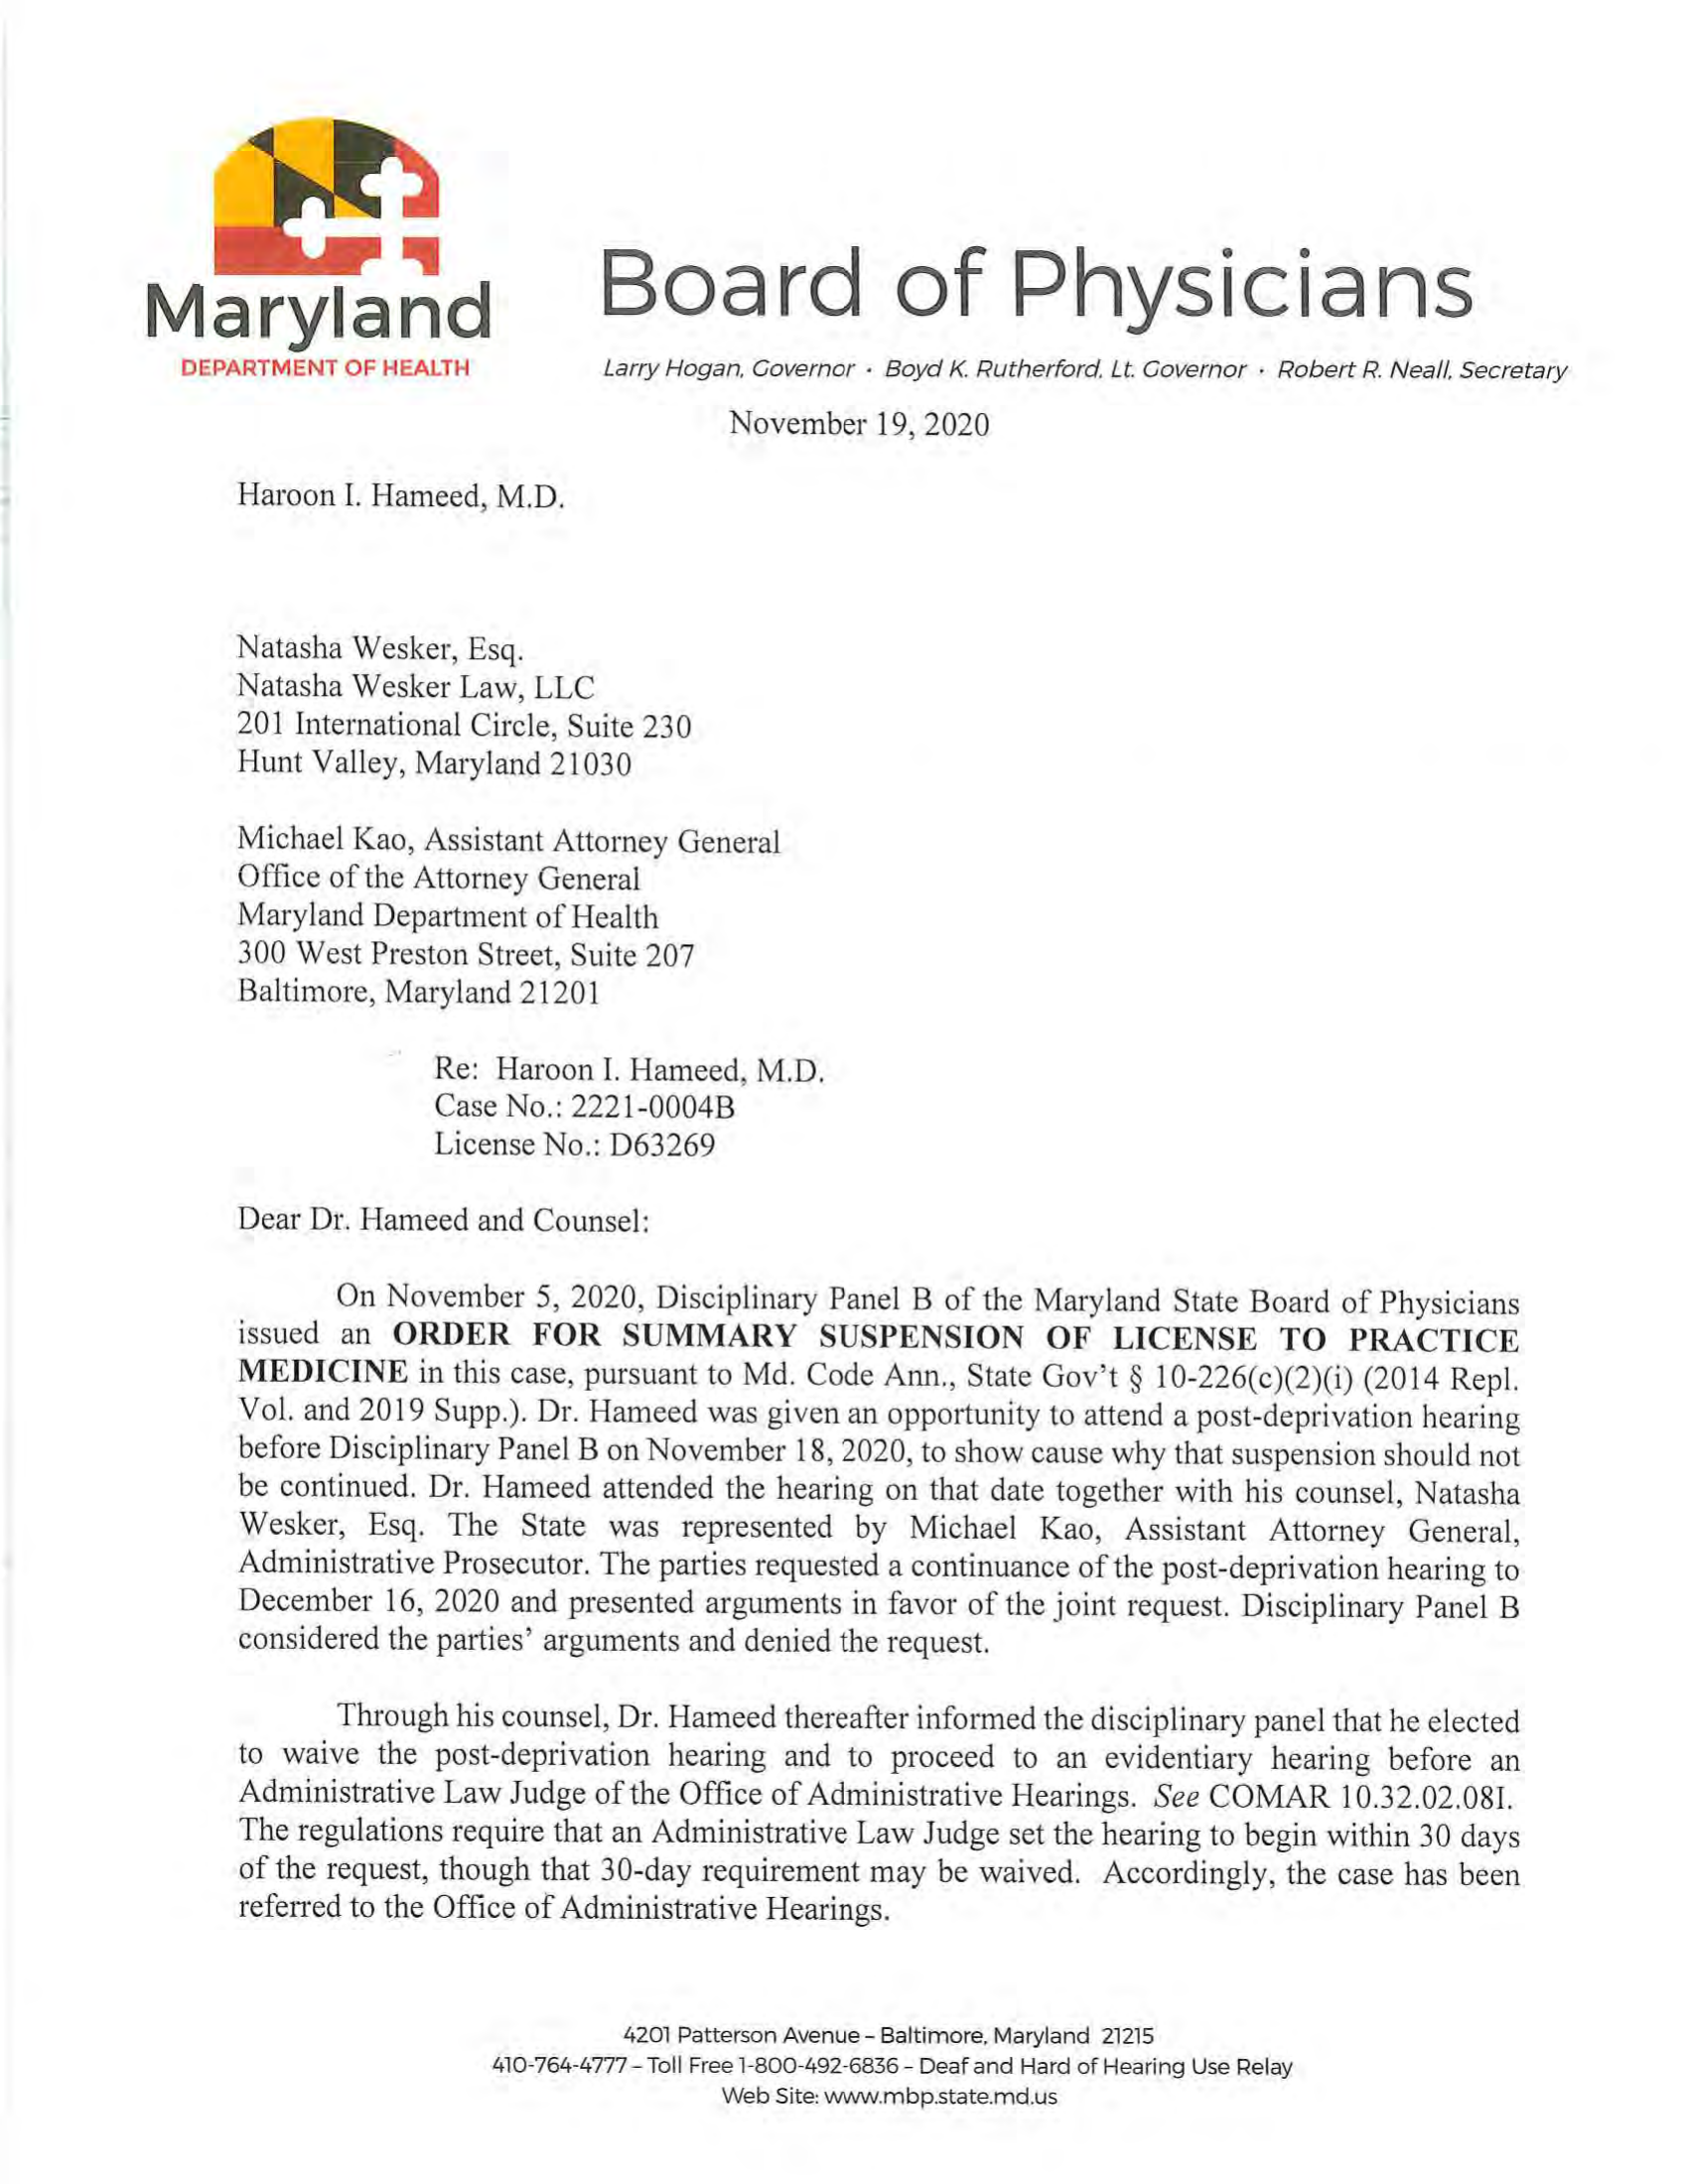 Maryland
DEPARTMENT OF HEALTH
Board of Physicians
Larry Hogan, Governor · Boyd K. Rutherford, Lt. Governor · Robert R. Neall, Secretary
November 19, 2020
Haroon I. Hameed, M.D.
Natasha Wesker, Esq.
Natasha Wesker Law, LLC
201 International Circle, Suite 230
Hunt Valley, Maryland 21030
Michael Kao, Assistant Attorney General
Office of the Attorney General
Maryland Department of Health
300 West Preston Street, Suite 207
Baltimore, Maryland 21201
Re: Haroon I. Hameed, M.D.
Case No.: 2221-0004B
License No.: D63269
Dear Dr. Hameed and Counsel:
On November 5, 2020, Disciplinary Panel B of the Maryland State Board of Physicians
issued an ORDER FOR SUMMARY SUSPENSION OF LICENSE TO PRACTICE
MEDICINE in this case, pursuant to Md. Code Ann., State Gov't § 10-226(c)(2)(i) (2014 Repl.
Vol. and 2019 Supp.). Dr. Hameed was given an opportunity to attend a post-deprivation hearing
before Disciplinary Panel B on November 18, 2020, to show cause why that suspension should not
be continued. Dr. Hameed attended the hearing on that date together with his counsel, Natasha
Wesker, Esq. The State was represented by Michael Kao, Assistant Attorney General,
Administrative Prosecutor. The parties requested a continuance of the post-deprivation hearing to
December 16, 2020 and presented arguments in favor of the joint request. Disciplinary Panel B
considered the parties' arguments and denied the request.
Through his counsel, Dr. Hameed thereafter informed the disciplinary panel that he elected
to waive the post-deprivation hearing and to proceed to an evidentiary hearing before an
Administrative Law Judge of the Office of Administrative Hearings. See COMAR 10.32.02.08I.
The regulations require that an Administrative Law Judge set the hearing to begin within 30 days
of the request, though that 30-day requirement may be waived. Accordingly, the case has been
referred to the Office of Administrative Hearings.
4201 Patterson Avenue – Baltimore, Maryland 21215
410-764-4777 – Toll Free 1-800-492-6836 – Deaf and Hard of Hearing Use Relay
Web Site: www.mbp.state.md.us